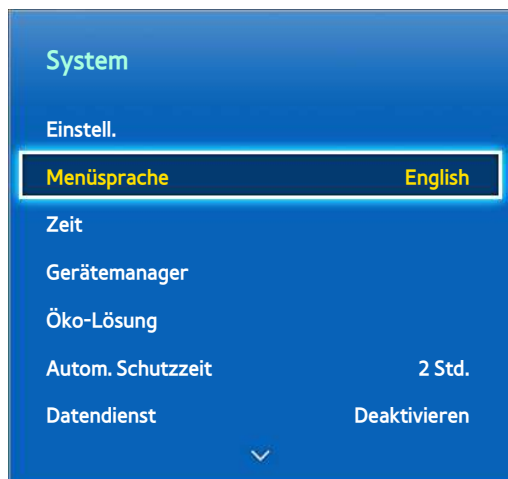 System
Einstell.
Menüsprache English
Zeit
Gerätemanager
Öko-Lösung
Autom. Schutzzeit 2 Std.
Datendienst Deaktivieren